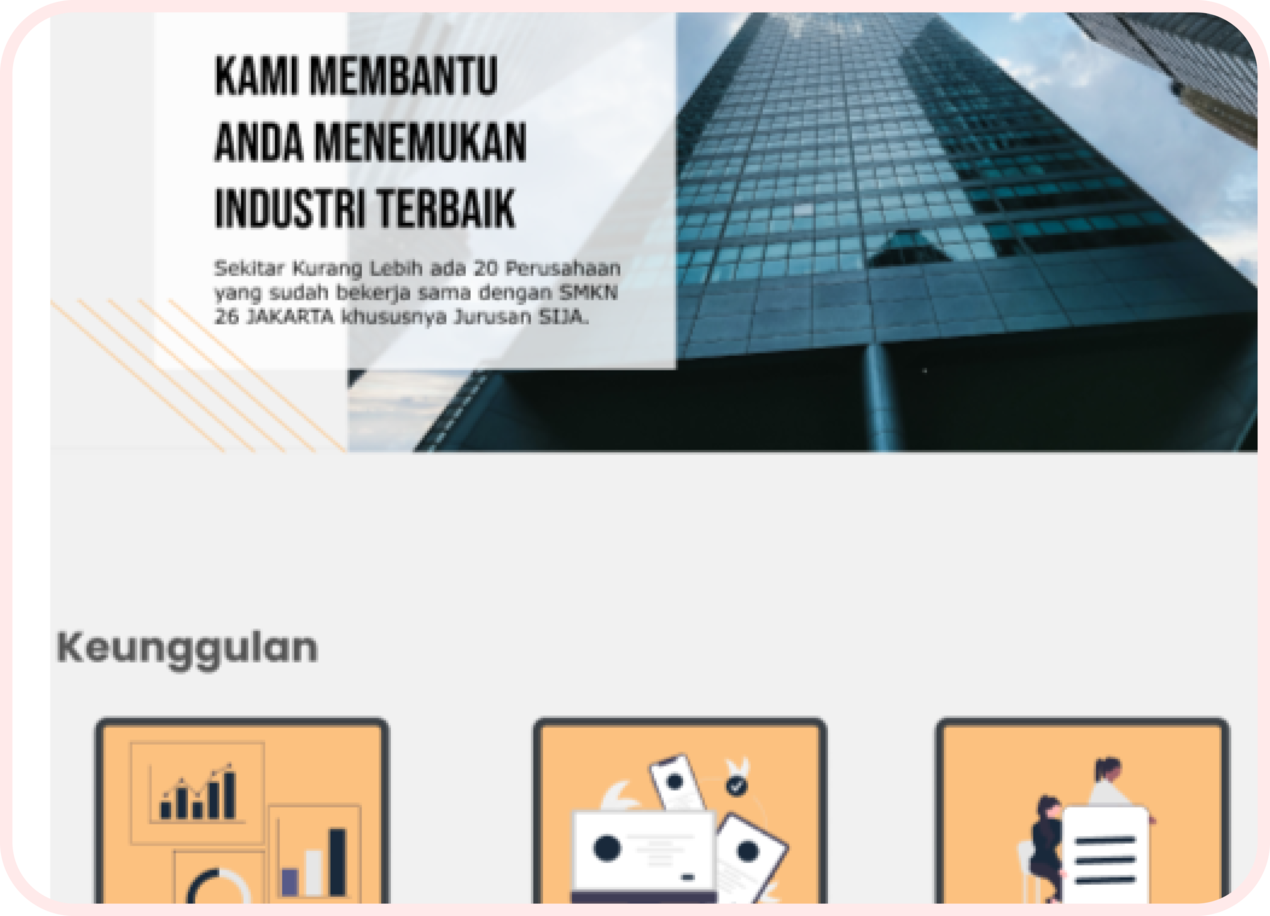 KAMI MEMBANTU
ANDA MENEMUKAN
INDUSTRI TERBAIK
Sekitar Kurang Lebih ada 20 Perusahaan
yang sudah bekerja sama dengan SMKN
26 JAKARTA khususnya Jurusan SIJA.
Keunggulan